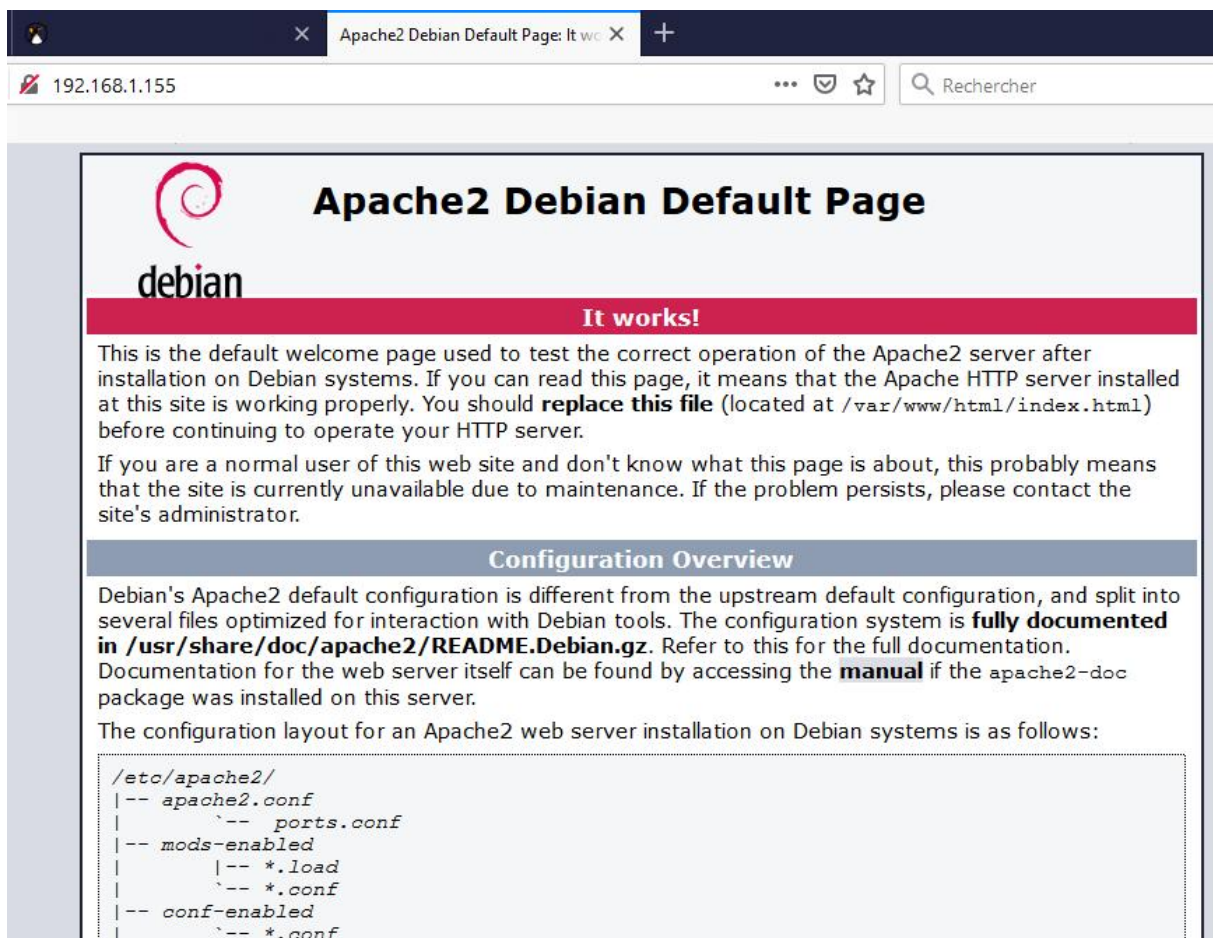 Apache2 Debian Default Page: It wo
192.168.1.155
Rechercher
debian
Apache2 Debian Default Page
It works!
This is the default welcome page used to test the correct operation of the Apache2 server after
installation on Debian systems. If you can read this page, it means that the Apache HTTP server installed
at this site is working properly. You should replace this file (located at /var/www/html/index.html)
before continuing to operate your HTTP server.
If you are a normal user of this web site and don't know what this page is about, this probably means
that the site is currently unavailable due to maintenance. If the problem persists, please contact the
site's administrator.
Configuration Overview
Debian's Apache2 default configuration is different from the upstream default configuration, and split into
several files optimized for interaction with Debian tools. The configuration system is fully documented
in /usr/share/doc/apache2/README.Debian.gz. Refer to this for the full documentation.
Documentation for the web server itself can be found by accessing the manual if the apache2-doc
package was installed on this server.
The configuration layout for an Apache2 web server installation on Debian systems is as follows:
/etc/apache2/
|-- apache2.conf
|       `--  ports.conf
|-- mods-enabled
|       |-- *.load
|       `-- *.conf
|-- conf-enabled
|       `-- *.conf